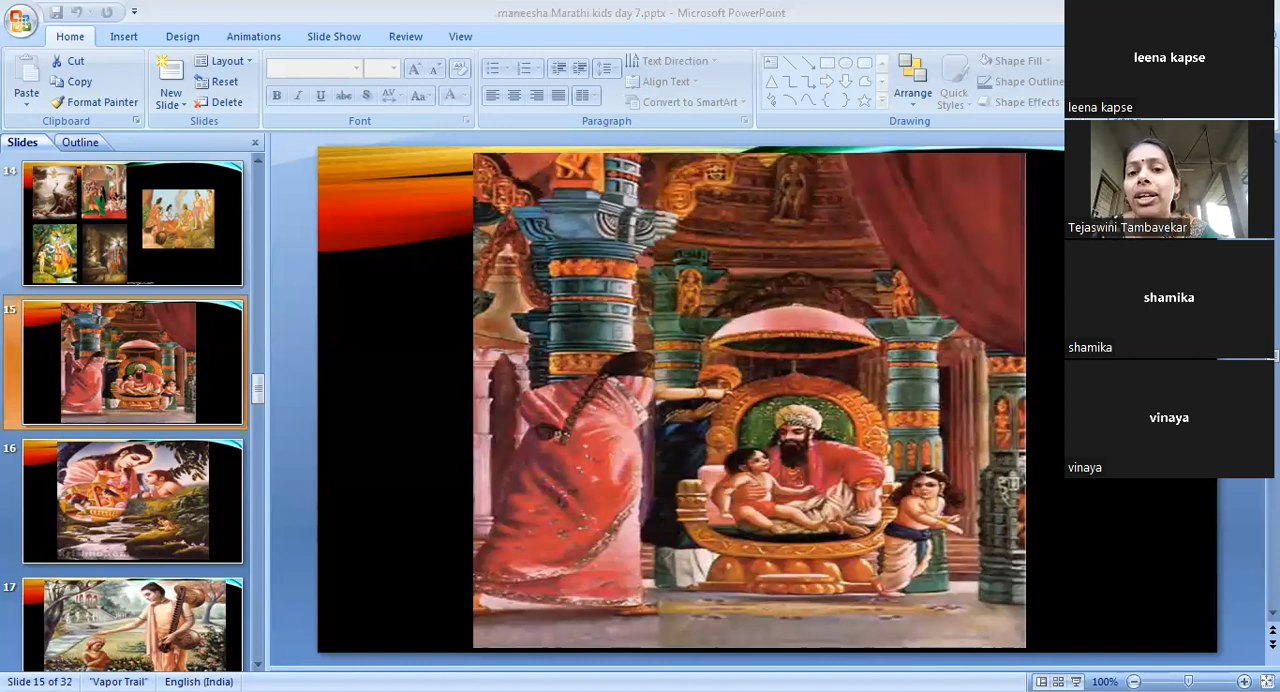 .maneesha Marathi kids day 7.pptx - Microsoft PowerPoint
Home Insert Design Animations Slide Show Review View
Paste
Cut
Copy
Format Painter
Clipboard
New Slide
Layout
Reset
Delete
Slides
B I U abc S AV Aa A
Font
Text Direction
Align Text
Convert to SmartArt
Paragraph
Arrange
Quick Styles
Shape Fill
Shape Outline
Shape Effects
Drawing
Slides Outline
14
15
16
17
leena kapse
leena kapse
Tejaswini Tambavekar
shamika
shamika
vinaya
vinaya
Slide 15 of 32 "Vapor Trail" English (India) 100%